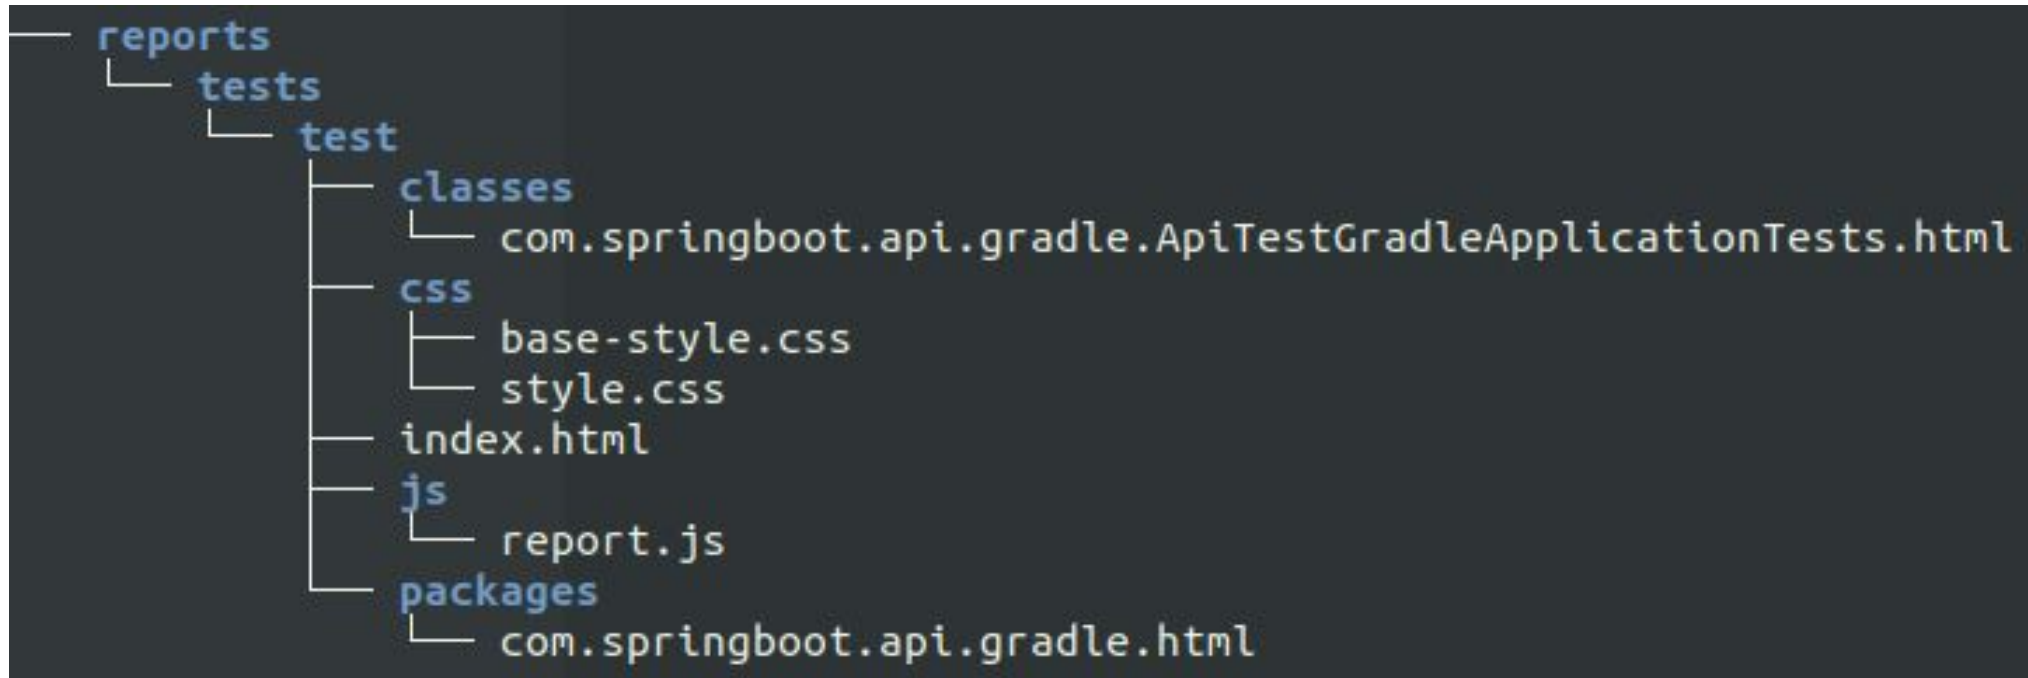 reports
tests
test
classes
com.springboot.api.gradle.ApiTestGradleApplicationTests.html
css
base-style.css
style.css
index.html
js
report.js
packages
com.springboot.api.gradle.html